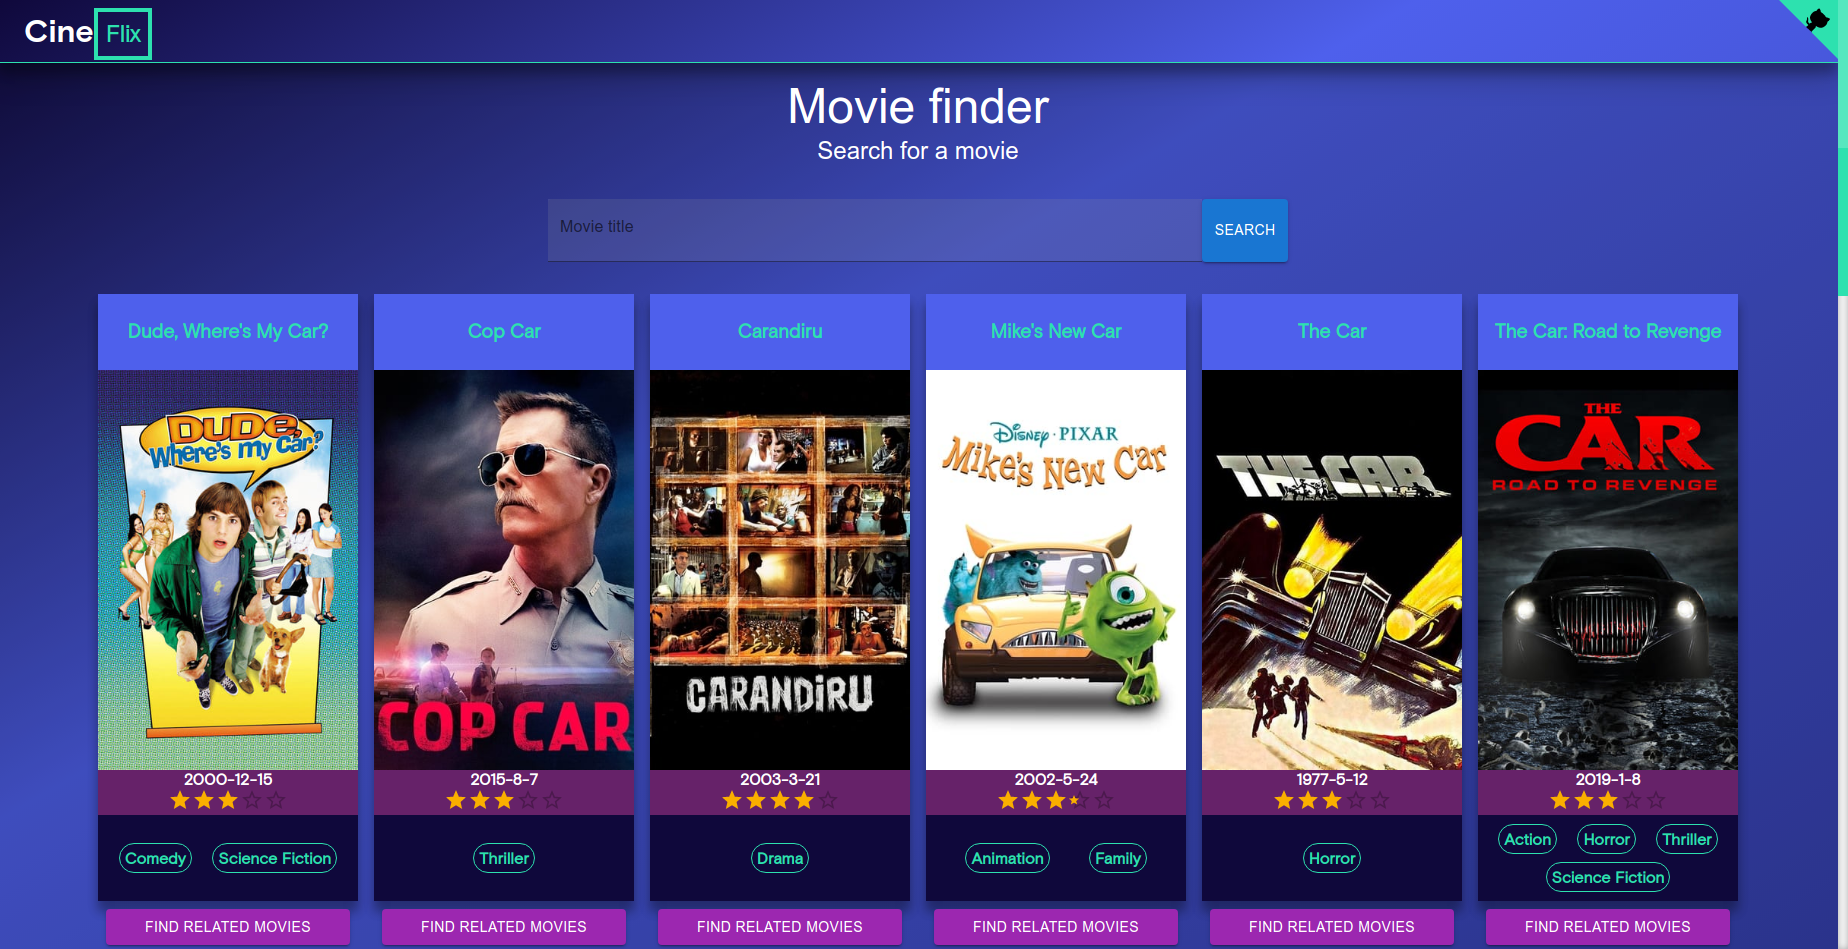 Cine Flix
Movie finder
Search for a movie
Movie title
SEARCH
Dude, Where's My Car?
Cop Car
Carandiru
Mike's New Car
The Car
The Car: Road to Revenge
DUDE,
Where's my Car?
COP CAR
CARANDiRU
Disney · PIXAR
Mike's New Car
THE CAR
THE
CAR
ROAD TO REVENGE
2000-12-15
2015-8-7
2003-3-21
2002-5-24
1977-5-12
2019-1-8
Comedy
Science Fiction
Thriller
Drama
Animation
Family
Horror
Action
Horror
Thriller
Science Fiction
FIND RELATED MOVIES
FIND RELATED MOVIES
FIND RELATED MOVIES
FIND RELATED MOVIES
FIND RELATED MOVIES
FIND RELATED MOVIES